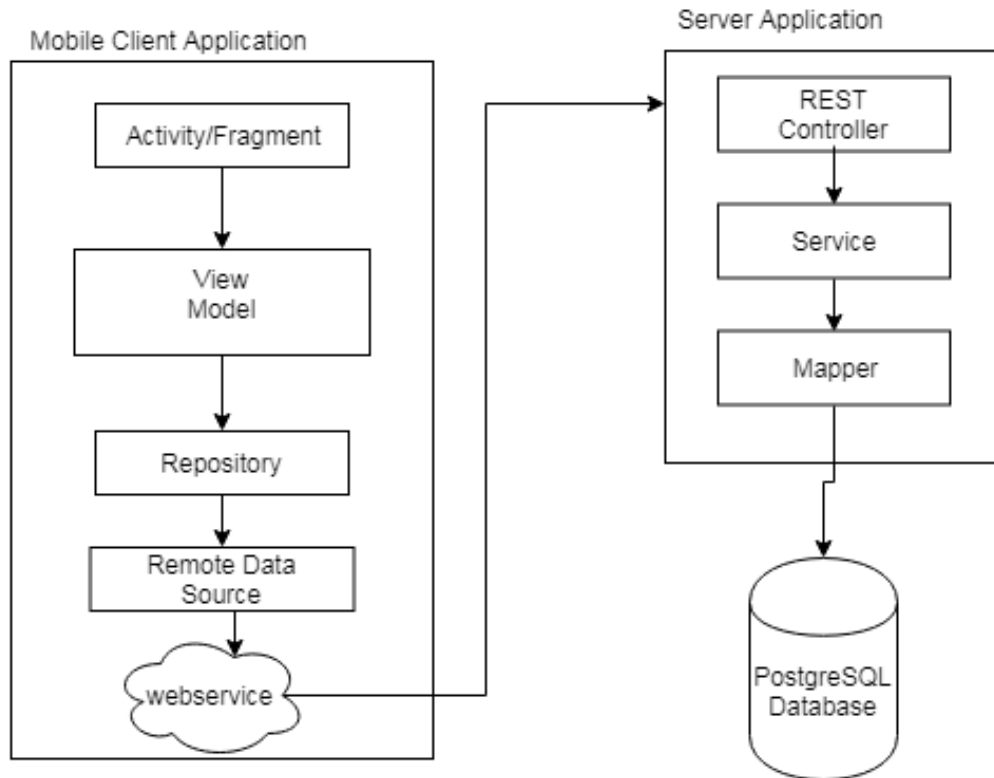 Mobile Client Application
Activity/Fragment
View
Model
Repository
Remote Data
Source
webservice
Server Application
REST
Controller
Service
Mapper
PostgreSQL
Database